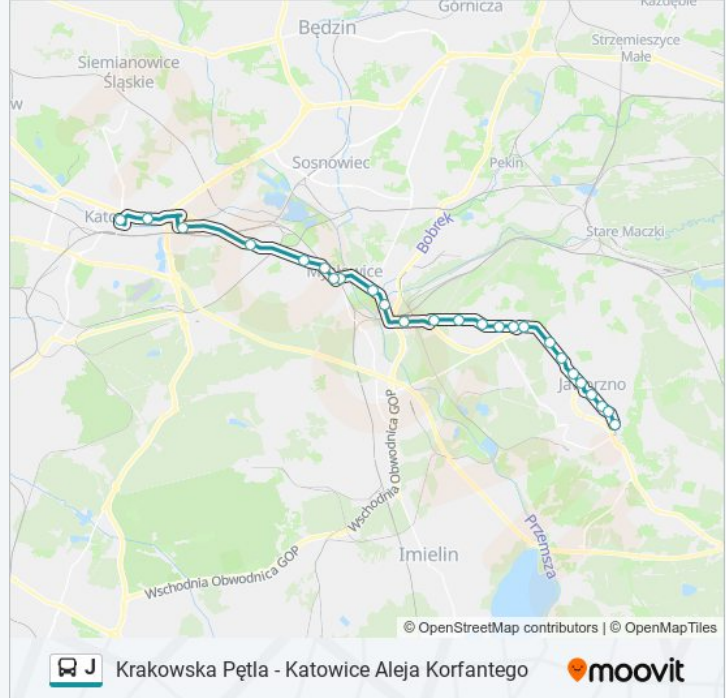 Górnicza
Będzin
Strzemieszyce
Małe
Siemianowice
Śląskie
w
Sosnowiec
Pekin
Bobrek
Stare Maczki
Wschodnia Obwodnica GOP
Imielin
Przemsza
Wschodnia Obwodnica GOP
© OpenStreetMap contributors | © OpenMapTiles
J Krakowska Pętla - Katowice Aleja Korfantego
moovit